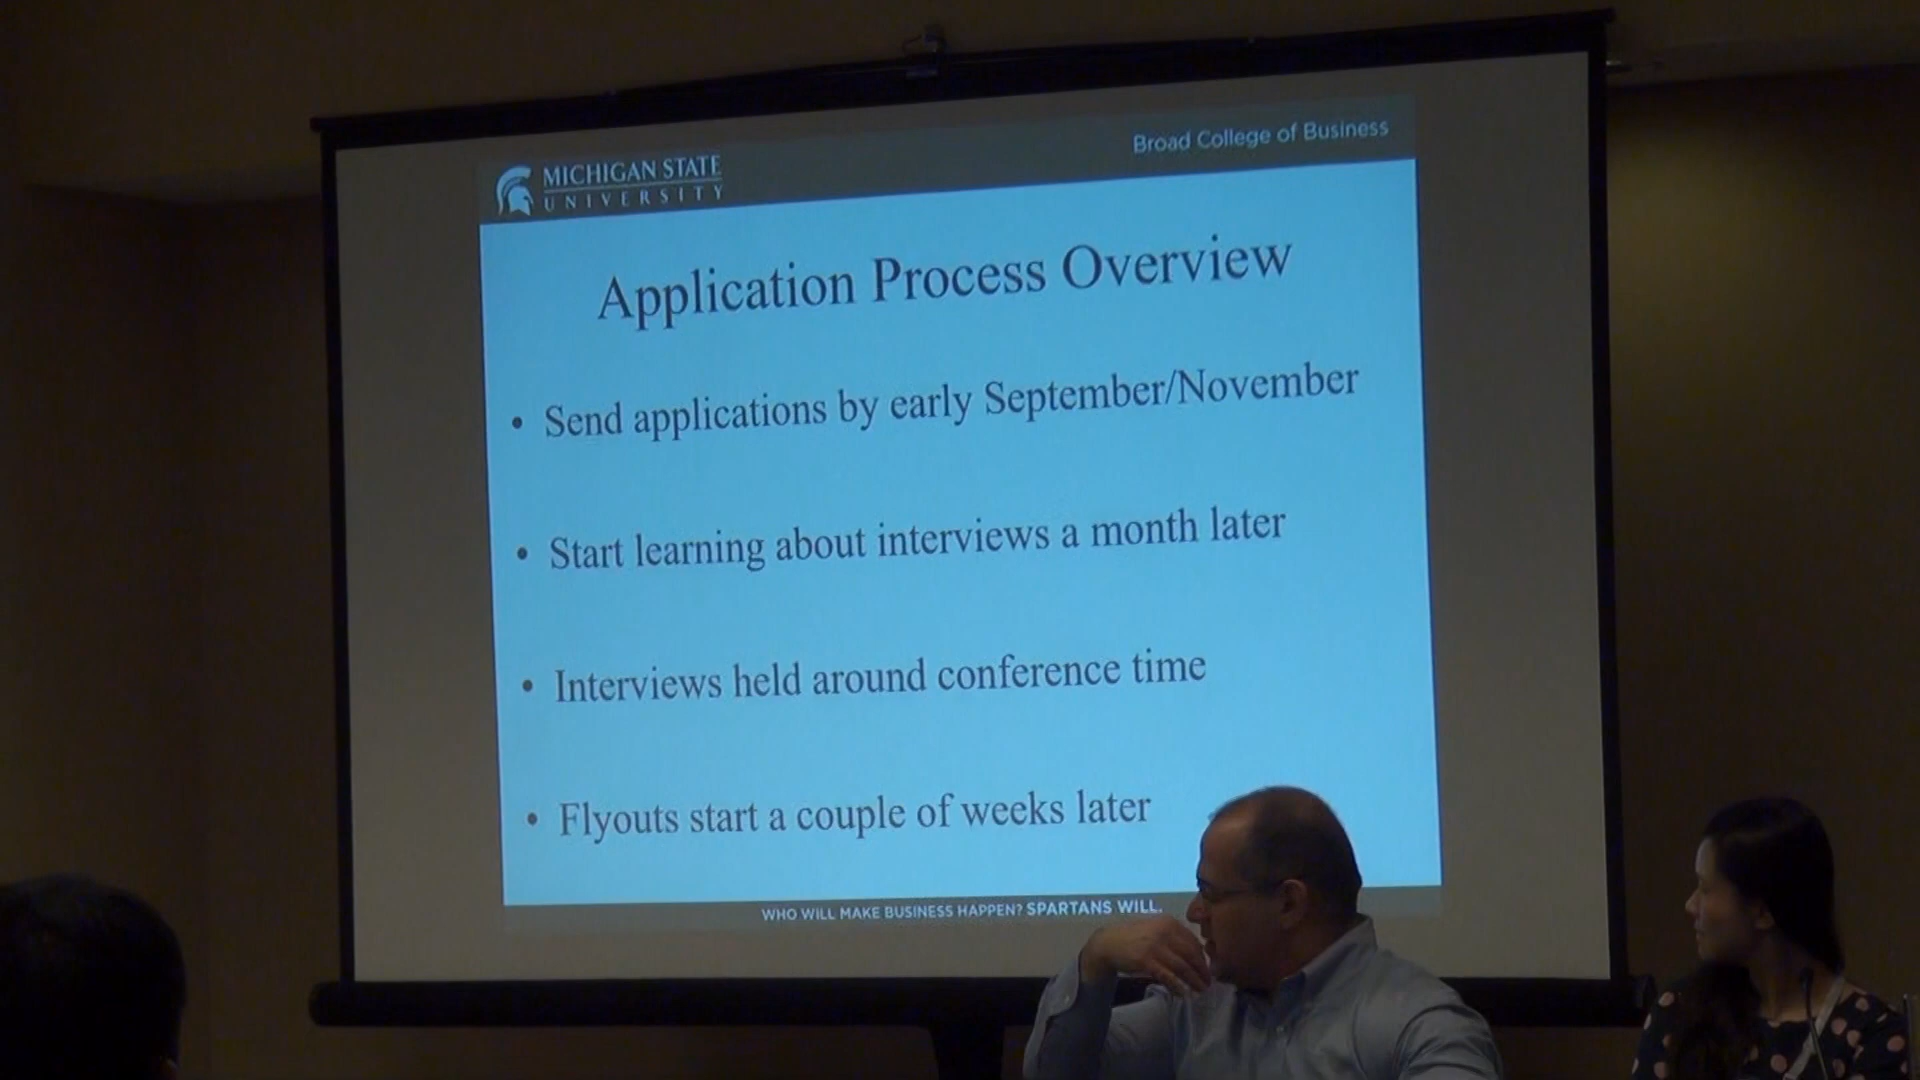 MICHIGAN STATE
UNIVERSITY
Broad College of Business
Application Process Overview
• Send applications by early September/November
• Start learning about interviews a month later
• Interviews held around conference time
• Flyouts start a couple of weeks later
WHO WILL MAKE BUSINESS HAPPEN? SPARTANS WILL.